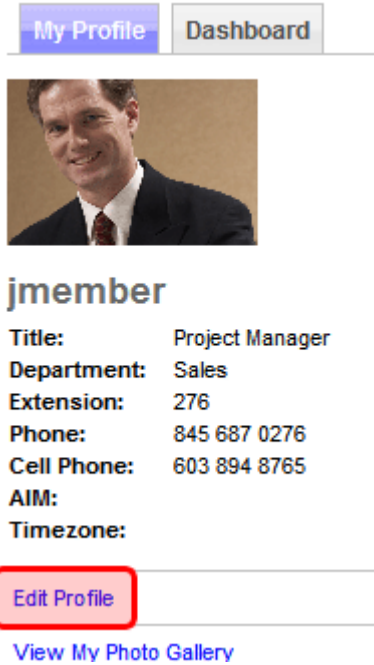 My Profile Dashboard
jmember
Title: Project Manager
Department: Sales
Extension: 276
Phone: 845 687 0276
Cell Phone: 603 894 8765
AIM:
Timezone:
Edit Profile
View My Photo Gallery